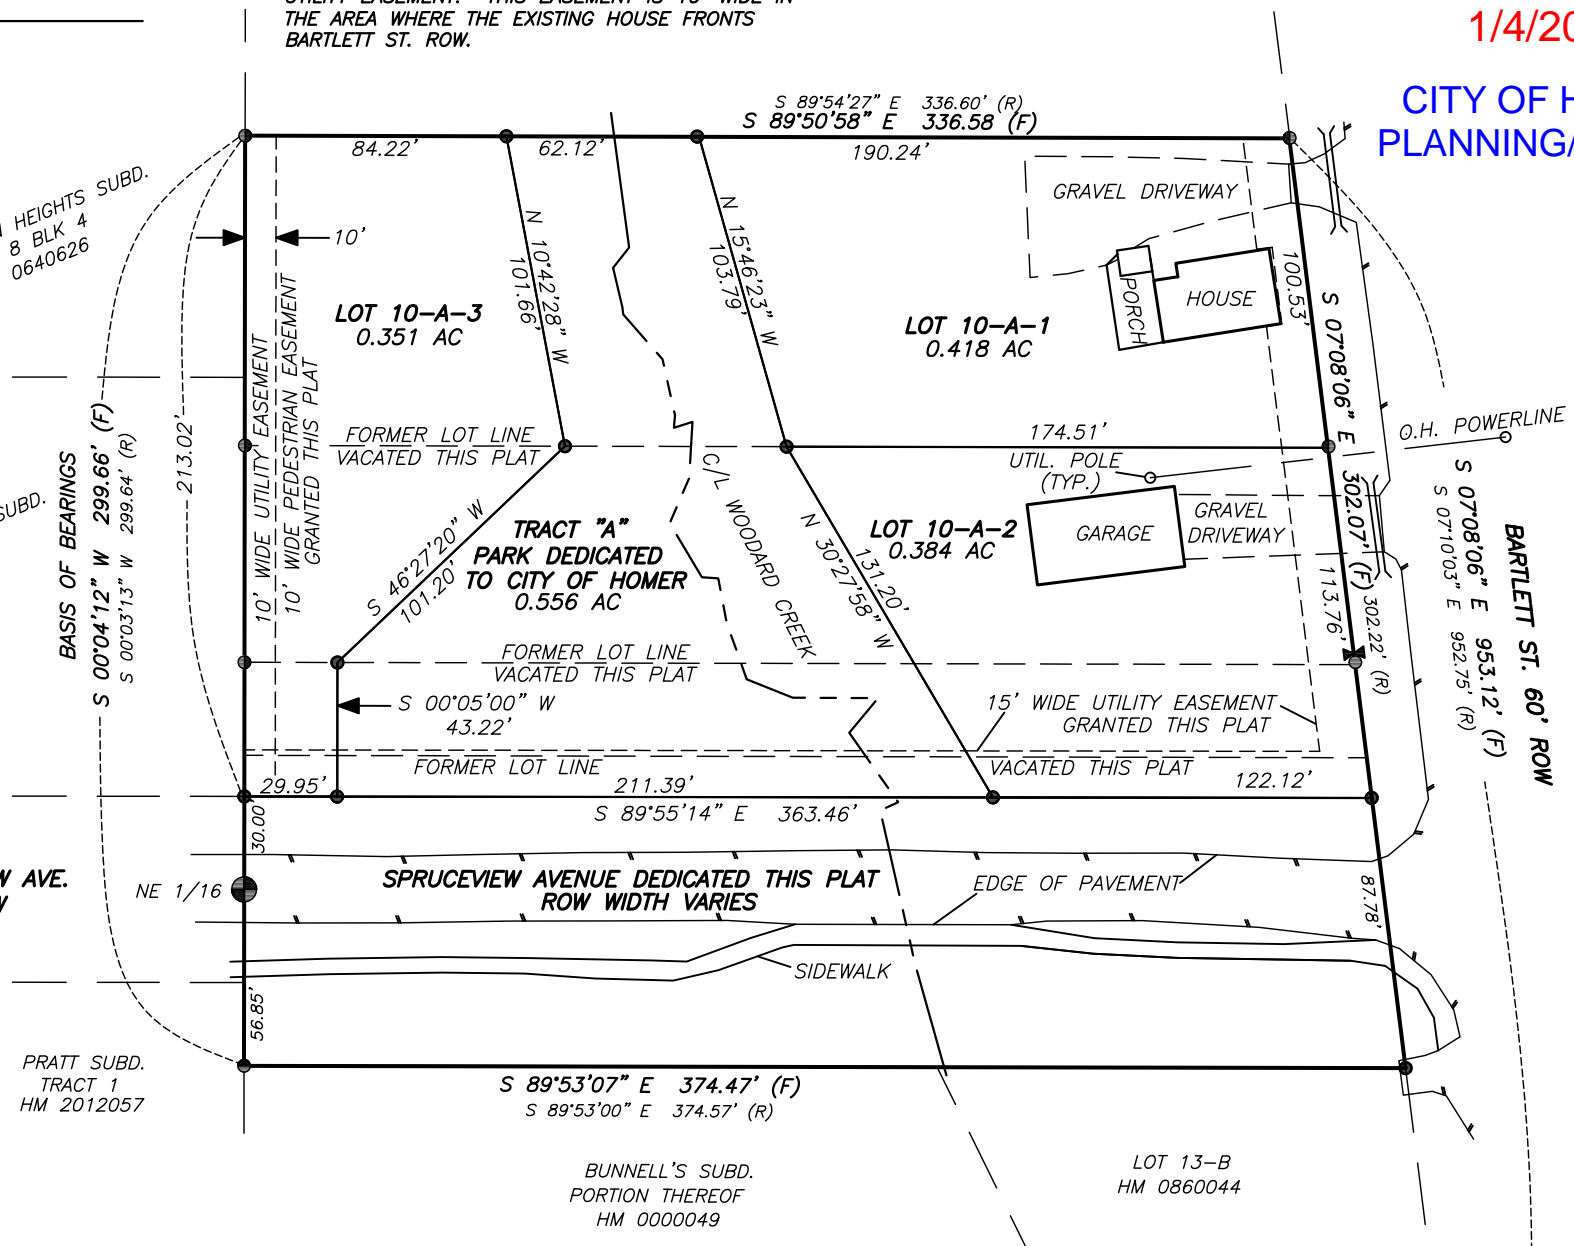 THE AREA WHERE THE EXISTING HOUSE FRONTS
BARTLETT ST. ROW.
1/4/20
CITY OF H
PLANNING/
S 89°54'27" E 336.60' (R)
S 89°50'58" E 336.58 (F)
84.22'
62.12'
190.24'
HEIGHTS SUBD.
8 BLK 4
0640626
10'
GRAVEL DRIVEWAY
N 10°42'28" W
101.66'
N 15°46'23" W
103.79'
PORCH
HOUSE
100.53'
S 07°08'06" E 302.07' (F)
302.22' (R)
LOT 10-A-3
0.351 AC
LOT 10-A-1
0.418 AC
10' WIDE UTILITY EASEMENT
10' WIDE PEDESTRIAN EASEMENT
GRANTED THIS PLAT
213.02'
BASIS OF BEARINGS
S 00°04'12" W 299.66' (F)
S 00°03'13" W 299.64' (R)
SUBD.
FORMER LOT LINE
VACATED THIS PLAT
174.51'
O.H. POWERLINE
UTIL. POLE
(TYP.)
C/L WOODARD CREEK
S 46°27'20" W
101.20'
TRACT "A"
PARK DEDICATED
TO CITY OF HOMER
0.556 AC
N 30°27'58" W
131.20'
LOT 10-A-2
0.384 AC
GARAGE
GRAVEL
DRIVEWAY
113.76'
S 07°08'06" E 953.12' (F)
S 07°10'03" E 952.75' (R)
BARTLETT ST. 60' ROW
FORMER LOT LINE
VACATED THIS PLAT
S 00°05'00" W
43.22'
15' WIDE UTILITY EASEMENT
GRANTED THIS PLAT
FORMER LOT LINE
VACATED THIS PLAT
29.95'
211.39'
122.12'
S 89°55'14" E 363.46'
30.00'
W AVE.
NE 1/16
SPRUCEVIEW AVENUE DEDICATED THIS PLAT
ROW WIDTH VARIES
EDGE OF PAVEMENT
87.78'
SIDEWALK
56.85'
PRATT SUBD.
TRACT 1
HM 2012057
S 89°53'07" E 374.47' (F)
S 89°53'00" E 374.57' (R)
BUNNELL'S SUBD.
PORTION THEREOF
HM 0000049
LOT 13-B
HM 0860044